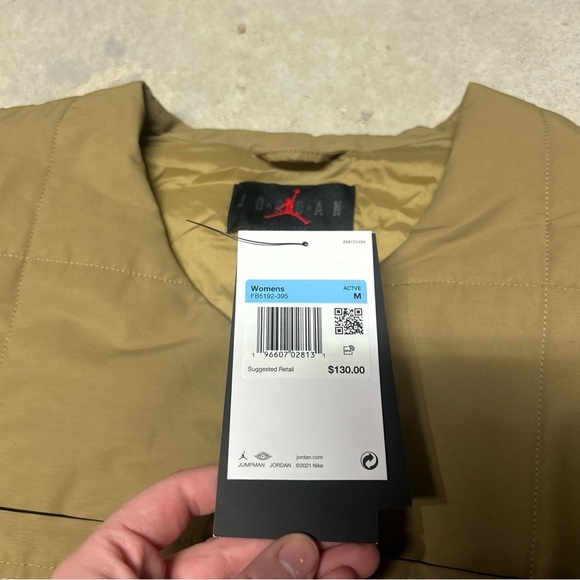 JORDAN
Womens ACTVE
FB5192-395 M
1 96607 02813 1
Suggested Retail $130.00
JUMPMAN JORDAN
jordan.com
©2021 Nike